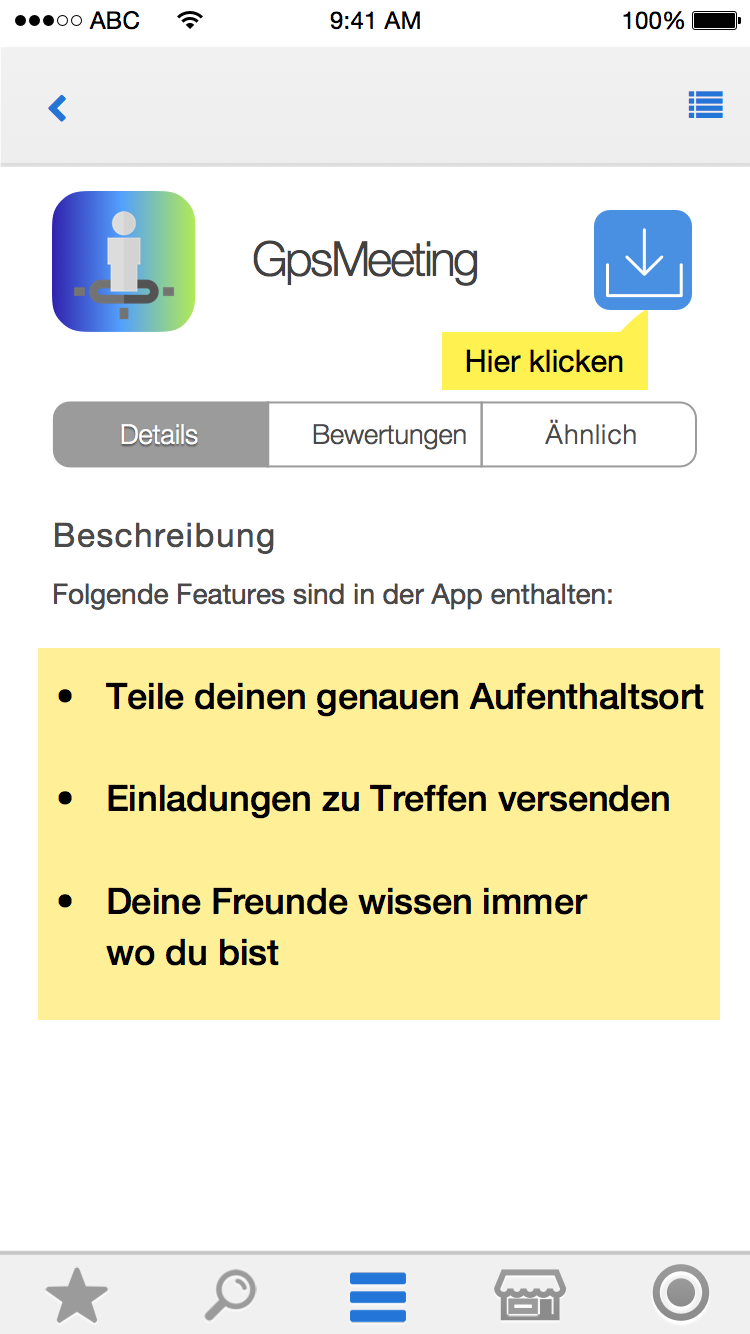 ABC 9:41 AM 100%
GpsMeeting
Hier klicken
Details Bewertungen Ähnlich
Beschreibung
Folgende Features sind in der App enthalten:
• Teile deinen genauen Aufenthaltsort
• Einladungen zu Treffen versenden
• Deine Freunde wissen immer
wo du bist